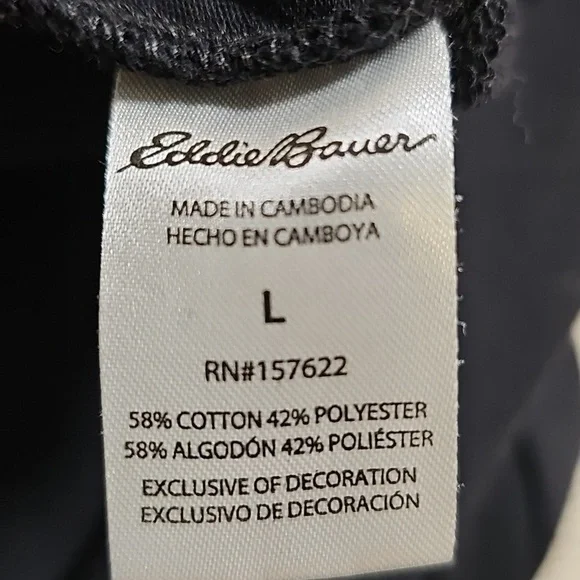 Eddie Bauer
MADE IN CAMBODIA
HECHO EN CAMBOYA
L
RN#157622
58% COTTON 42% POLYESTER
58% ALGODÓN 42% POLIÉSTER
EXCLUSIVE OF DECORATION
EXCLUSIVO DE DECORACIÓN